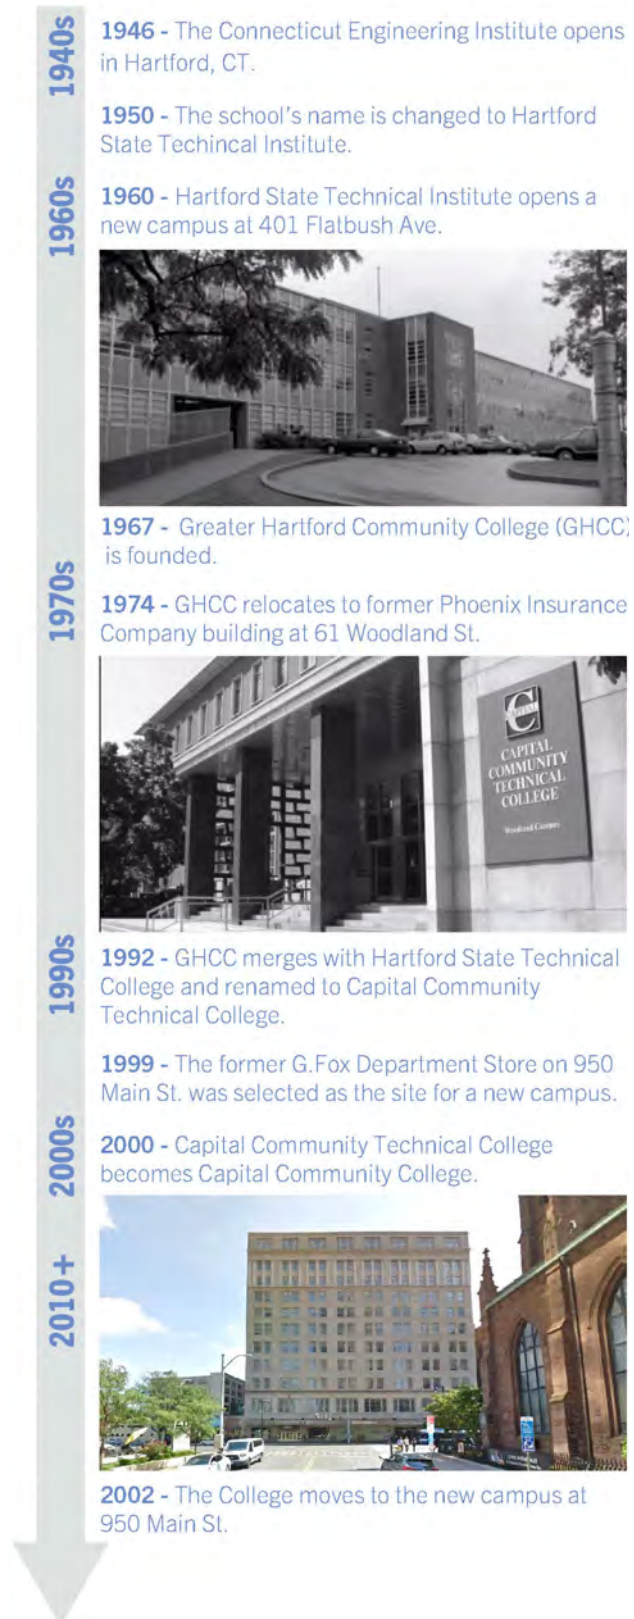 1940s
1946 - The Connecticut Engineering Institute opens
in Hartford, CT.
1950 - The school's name is changed to Hartford
State Techincal Institute.
1960s
1960 - Hartford State Technical Institute opens a
new campus at 401 Flatbush Ave.
1967 - Greater Hartford Community College (GHCC)
is founded.
1970s
1974 - GHCC relocates to former Phoenix Insurance
Company building at 61 Woodland St.
C
CAPITAL
CAPITAL
COMMUNITY
TECHNICAL
COLLEGE
Woodland Campus
1990s
1992 - GHCC merges with Hartford State Technical
College and renamed to Capital Community
Technical College.
1999 - The former G.Fox Department Store on 950
Main St. was selected as the site for a new campus.
2000s
2000 - Capital Community Technical College
becomes Capital Community College.
2010+
2002 - The College moves to the new campus at
950 Main St.